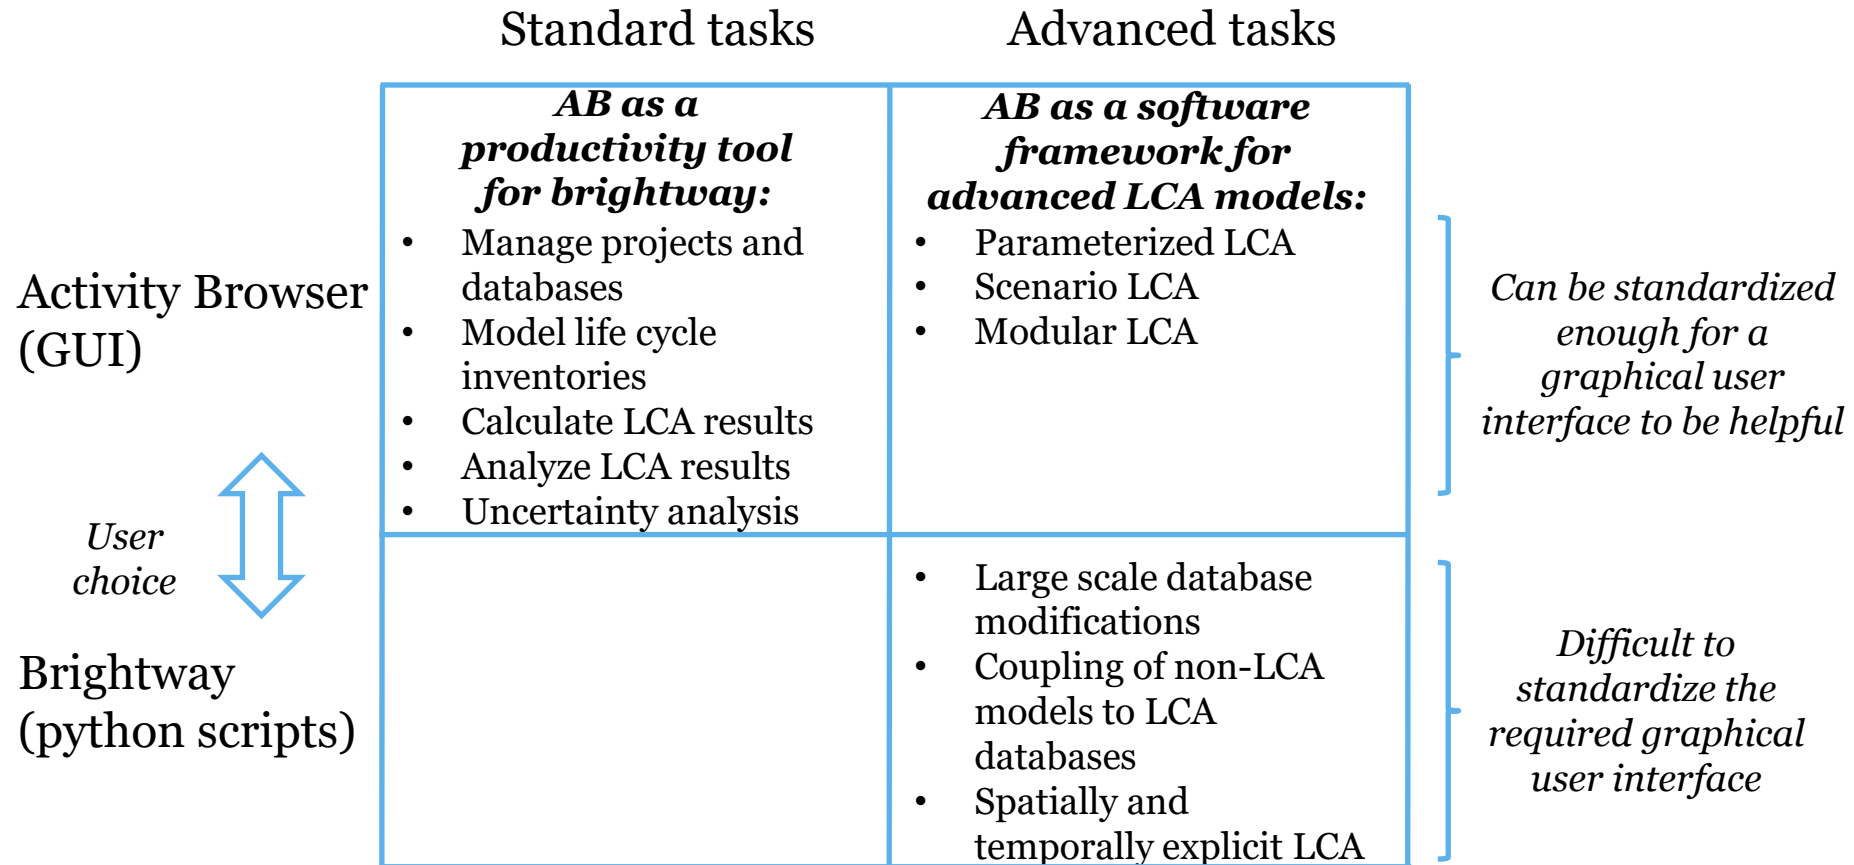 Standard tasks
Advanced tasks
AB as a
productivity tool
for brightway:
• Manage projects and
databases
• Model life cycle
inventories
• Calculate LCA results
• Analyze LCA results
• Uncertainty analysis
AB as a software
framework for
advanced LCA models:
• Parameterized LCA
• Scenario LCA
• Modular LCA
Activity Browser
(GUI)
Can be standardized
enough for a
graphical user
interface to be helpful
User
choice
Brightway
(python scripts)
• Large scale database
modifications
• Coupling of non-LCA
models to LCA
databases
• Spatially and
temporally explicit LCA
Difficult to
standardize the
required graphical
user interface